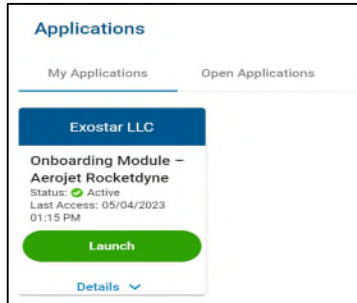 Applications
My Applications Open Applications
Exostar LLC
Onboarding Module –
Aerojet Rocketdyne
Status: Active
Last Access: 05/04/2023
01:15 PM
Launch
Details